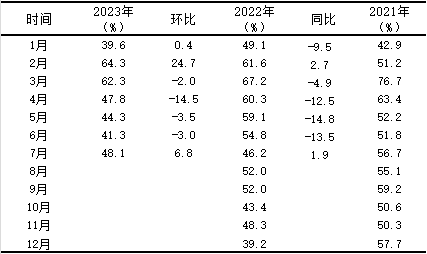 时间 2023年（%） 环比 2022年（%） 同比 2021年（%）
1月 39.6 0.4 49.1 -9.5 42.9
2月 64.3 24.7 61.6 2.7 51.2
3月 62.3 -2.0 67.2 -4.9 76.7
4月 47.8 -14.5 60.3 -12.5 63.4
5月 44.3 -3.5 59.1 -14.8 52.2
6月 41.3 -3.0 54.8 -13.5 51.8
7月 48.1 6.8 46.2 1.9 56.7
8月 52.0 55.1
9月 52.0 59.2
10月 43.4 50.6
11月 48.3 50.3
12月 39.2 57.7